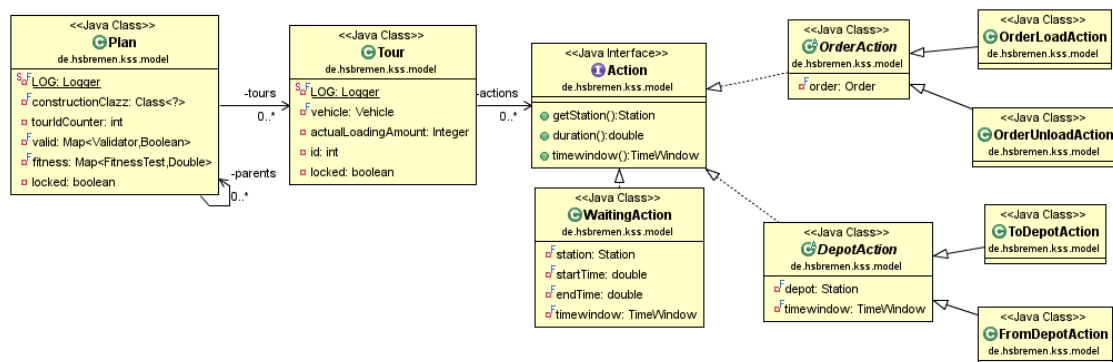 <<Java Class>>
Plan
de.hsbremen.kss.model
LOG: Logger
constructionClazz: Class<?>
tourIdCounter: int
valid: Map<Validator,Boolean>
fitness: Map<FitnessTest,Double>
locked: boolean
-tours
0..*
-parents
0..*
<<Java Class>>
Tour
de.hsbremen.kss.model
LOG: Logger
vehicle: Vehicle
actualLoadingAmount: Integer
id: int
locked: boolean
-actions
0..*
<<Java Interface>>
Action
de.hsbremen.kss.model
getStation():Station
duration():double
timewindow():TimeWindow
<<Java Class>>
WaitingAction
de.hsbremen.kss.model
station: Station
startTime: double
endTime: double
timewindow: TimeWindow
<<Java Class>>
OrderAction
de.hsbremen.kss.model
order: Order
<<Java Class>>
OrderLoadAction
de.hsbremen.kss.model
<<Java Class>>
OrderUnloadAction
de.hsbremen.kss.model
<<Java Class>>
DepotAction
de.hsbremen.kss.model
depot: Station
timewindow: TimeWindow
<<Java Class>>
ToDepotAction
de.hsbremen.kss.model
<<Java Class>>
FromDepotAction
de.hsbremen.kss.model